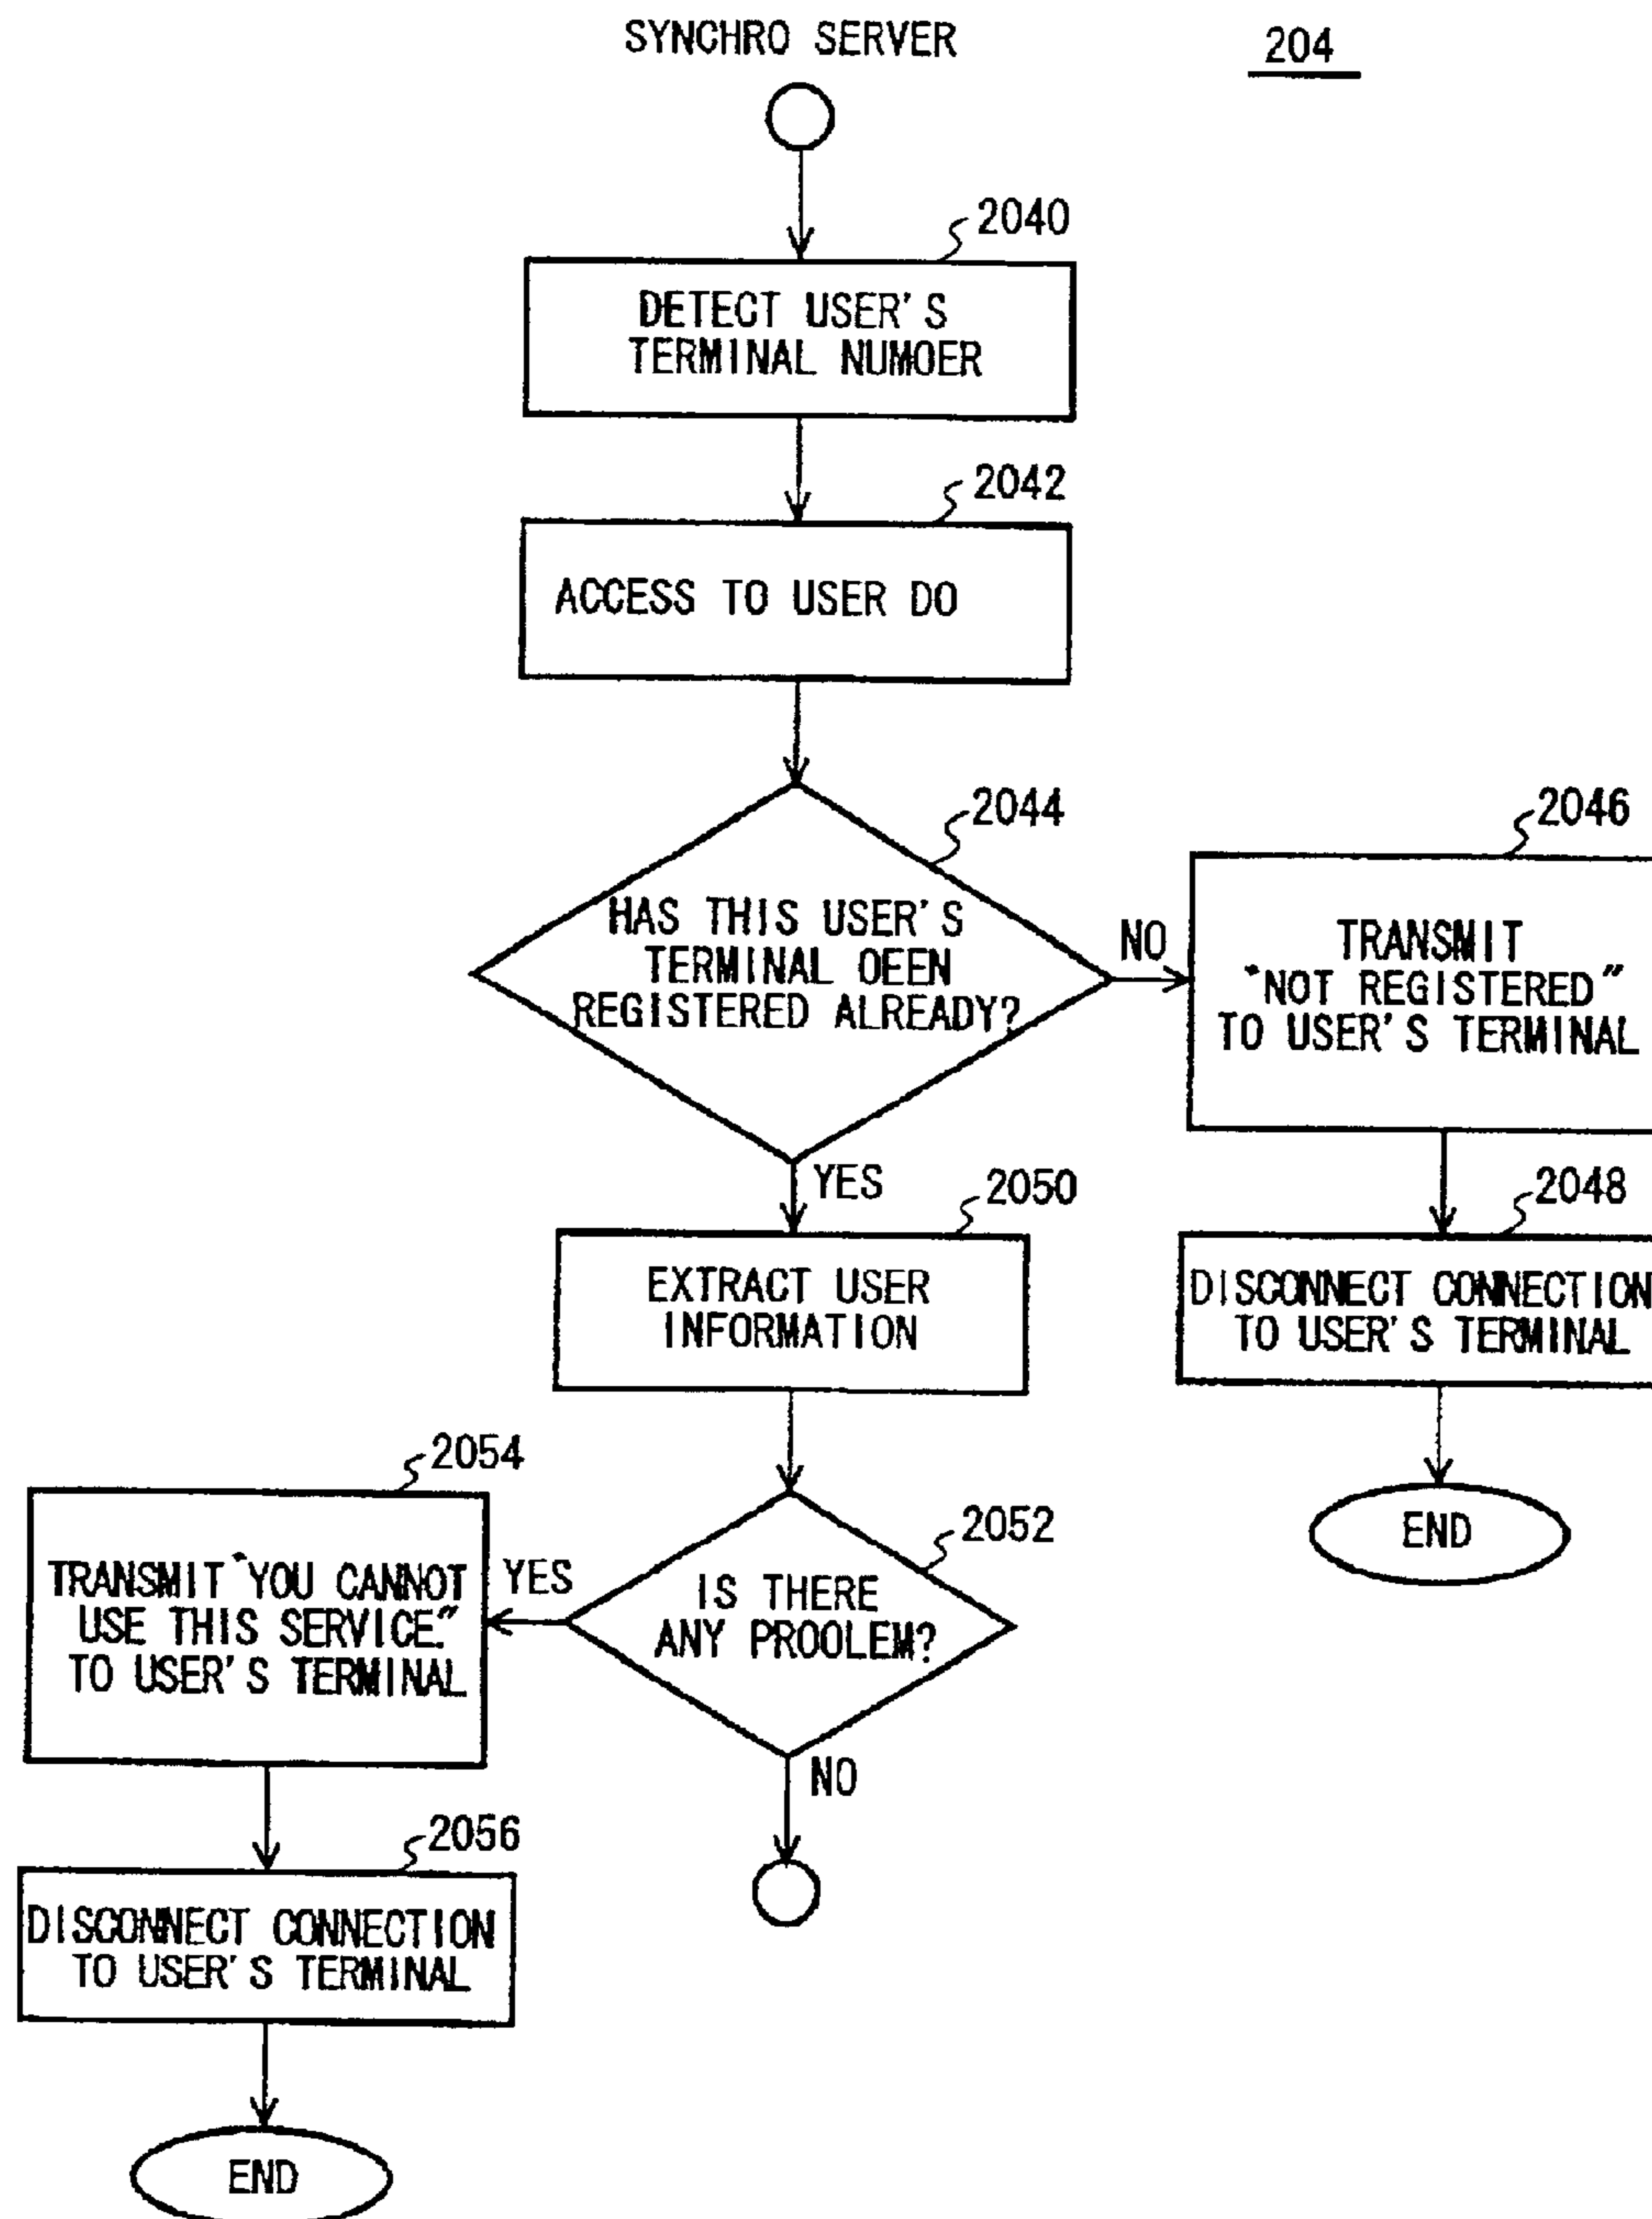 SYNCHRO SERVER
204
2040
DETECT USER'S
TERMINAL NUMOER
2042
ACCESS TO USER DO
2044
HAS THIS USER'S
TERMINAL OEEN
REGISTERED ALREADY?
NO
2046
TRANSMIT
"NOT REGISTERED"
TO USER'S TERMINAL
YES
2050
EXTRACT USER
INFORMATION
2048
DISCONNECT CONNECTION
TO USER'S TERMINAL
END
2052
IS THERE
ANY PROOLEM?
YES
2054
TRANSMIT "YOU CANNOT
USE THIS SERVICE."
TO USER'S TERMINAL
NO
2056
DISCONNECT CONNECTION
TO USER'S TERMINAL
END